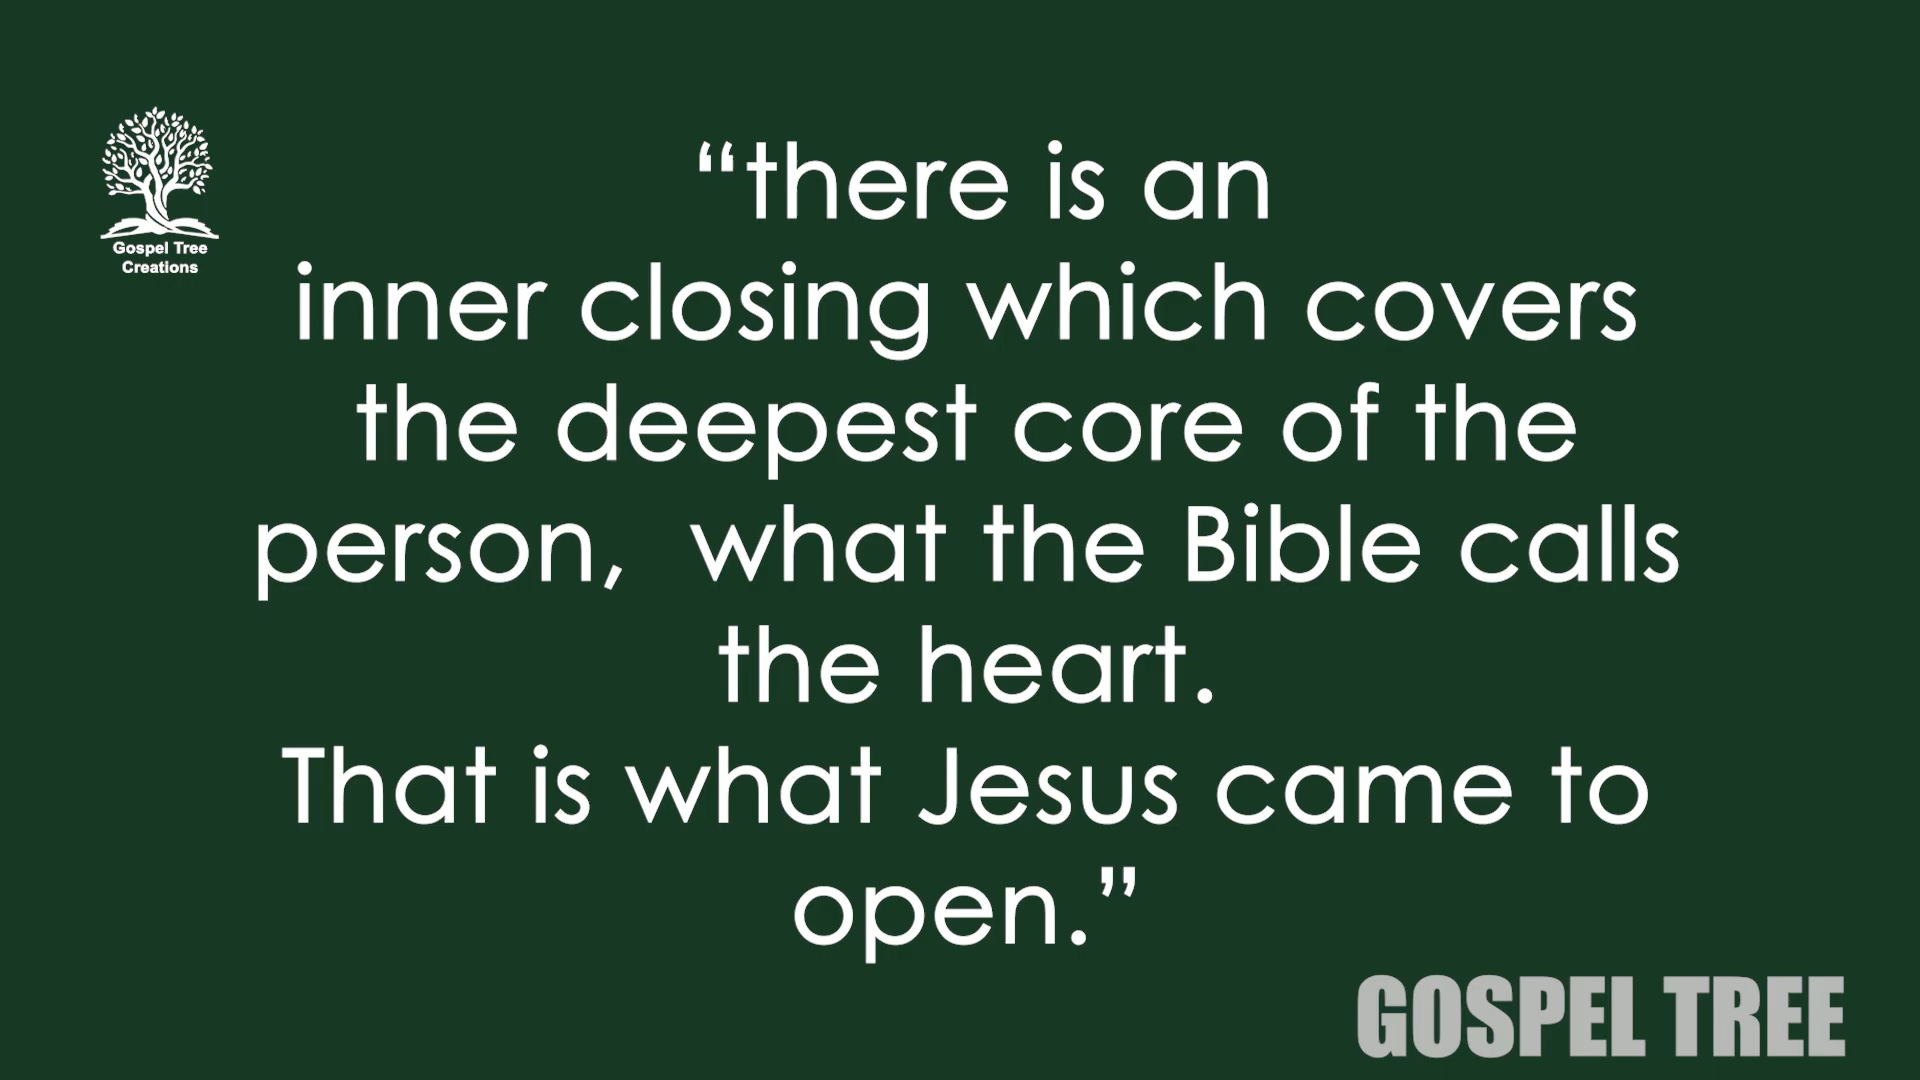 Gospel Tree
Creations
“there is an
inner closing which covers
the deepest core of the
person,  what the Bible calls
the heart.
That is what Jesus came to
open.”
GOSPEL TREE